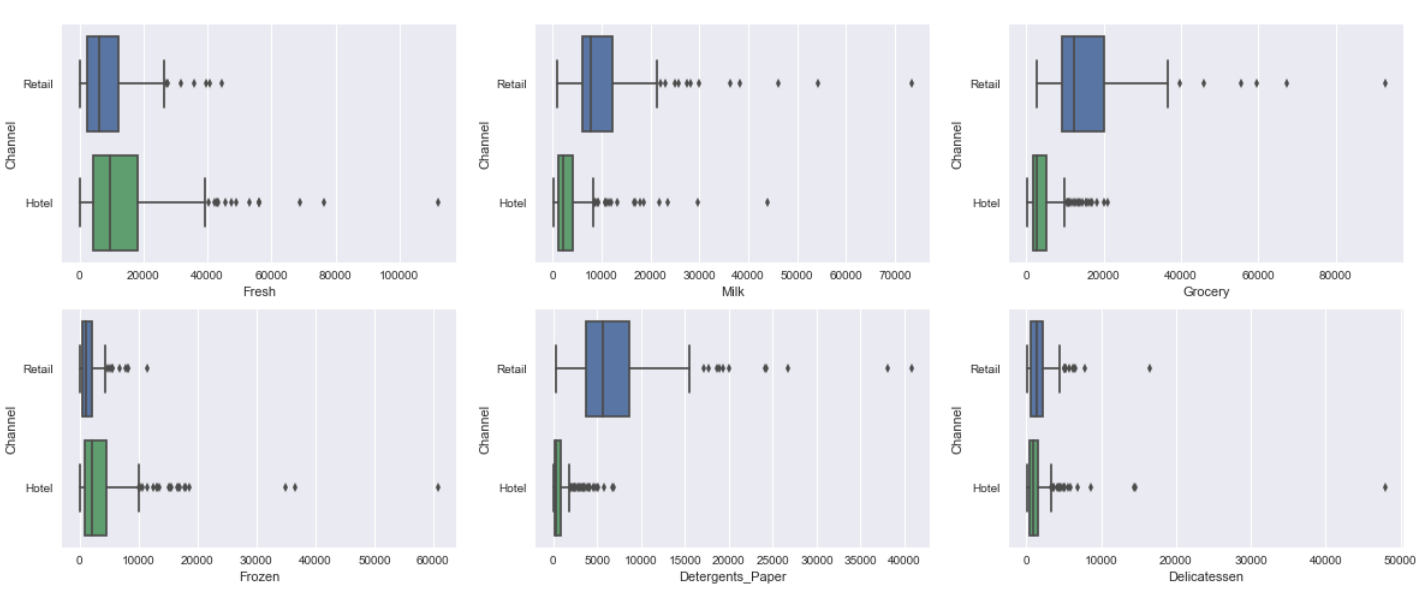 Channel
Retail
Hotel
0 20000 40000 60000 80000 100000
Fresh
Channel
Retail
Hotel
0 10000 20000 30000 40000 50000 60000 70000
Milk
Channel
Retail
Hotel
0 20000 40000 60000 80000
Grocery
Channel
Retail
Hotel
0 10000 20000 30000 40000 50000 60000
Frozen
Channel
Retail
Hotel
0 5000 10000 15000 20000 25000 30000 35000 40000
Detergents_Paper
Channel
Retail
Hotel
0 10000 20000 30000 40000 50000
Delicatessen